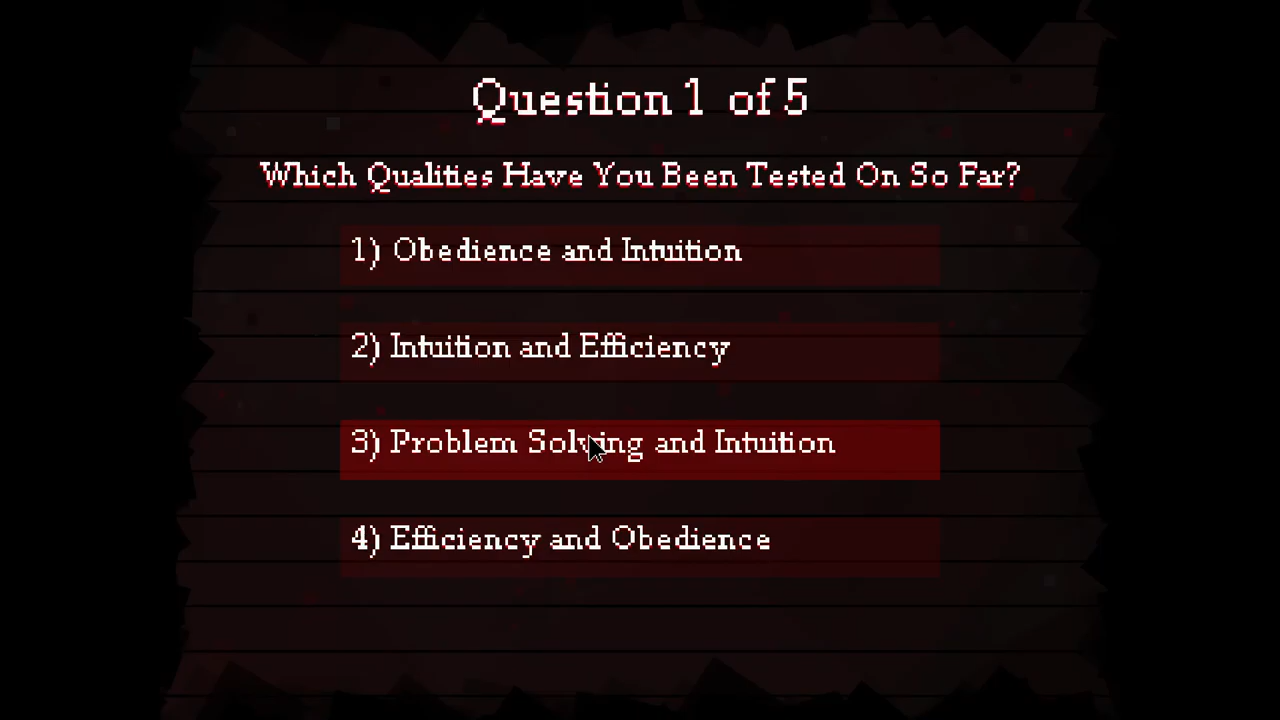 Question 1 of 5
Which Qualities Have You Been Tested On So Far?
1) Obedience and Intuition
2) Intuition and Efficiency
3) Problem Solving and Intuition
4) Efficiency and Obedience